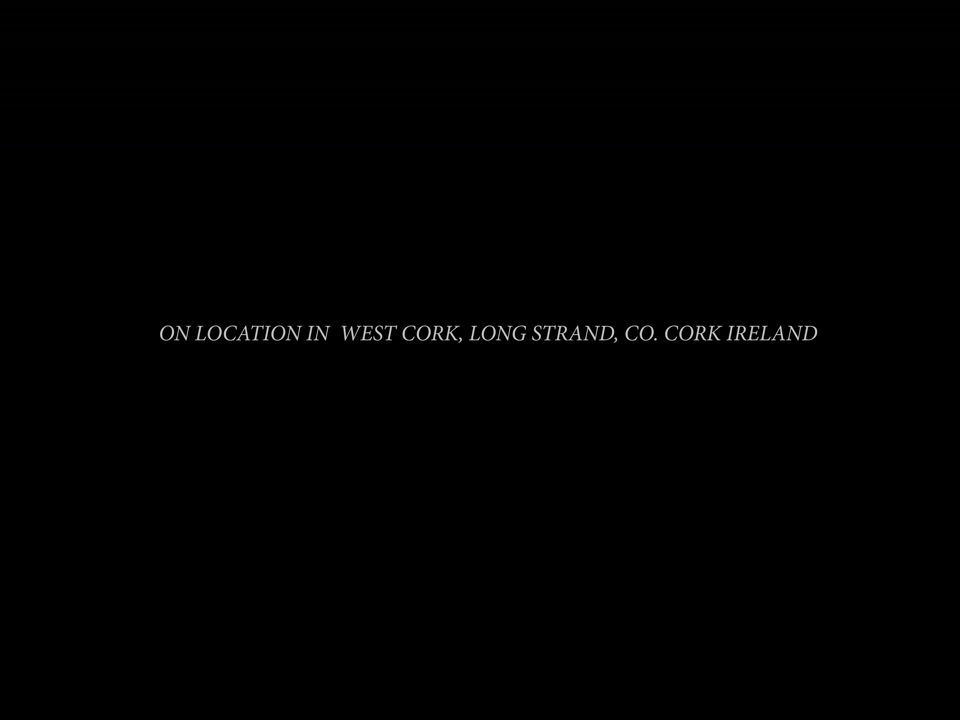 ON LOCATION IN  WEST CORK, LONG STRAND, CO. CORK IRELAND